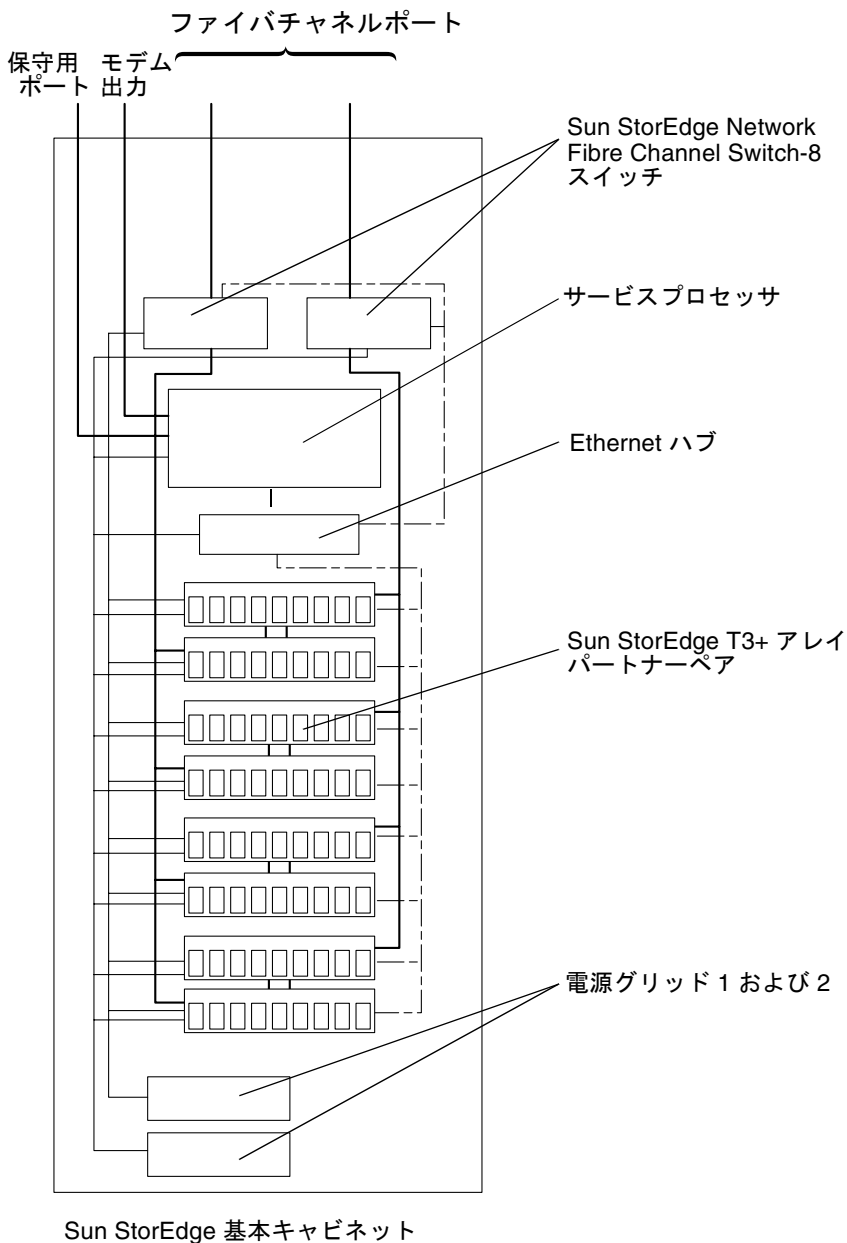 ファイバチャネルポート
保守用
ポート
モデム
出力
Sun StorEdge Network
Fibre Channel Switch-8
スイッチ
サービスプロセッサ
Ethernet ハブ
Sun StorEdge T3+ アレイ
パートナーペア
電源グリッド 1 および 2
Sun StorEdge 基本キャビネット